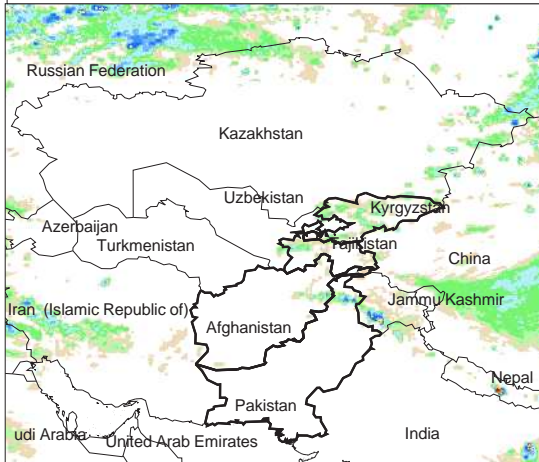 Russian Federation
Kazakhstan
Uzbekistan
Kyrgyzstan
Azerbaijan
Turkmenistan
Tajikistan
China
Iran (Islamic Republic of)
Jammu Kashmir
Afghanistan
Nepal
Pakistan
udi Arabia
United Arab Emirates
India